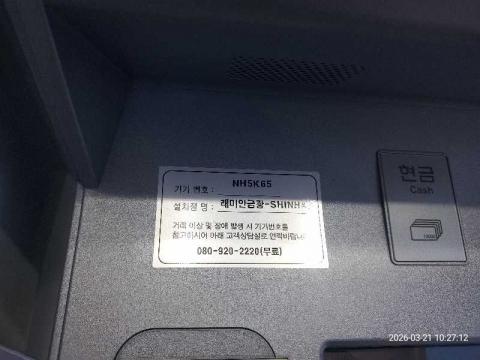 기기 번호 : NH5K65
설치점 명 : 래미안금광-SHINHA
거래 이상 및 장애 발생 시 기기번호를
참고하시어 아래 고객상담실로 연락바랍니다
080-920-2220(무료)
현금
Cash
2026-03-21 10:27:12